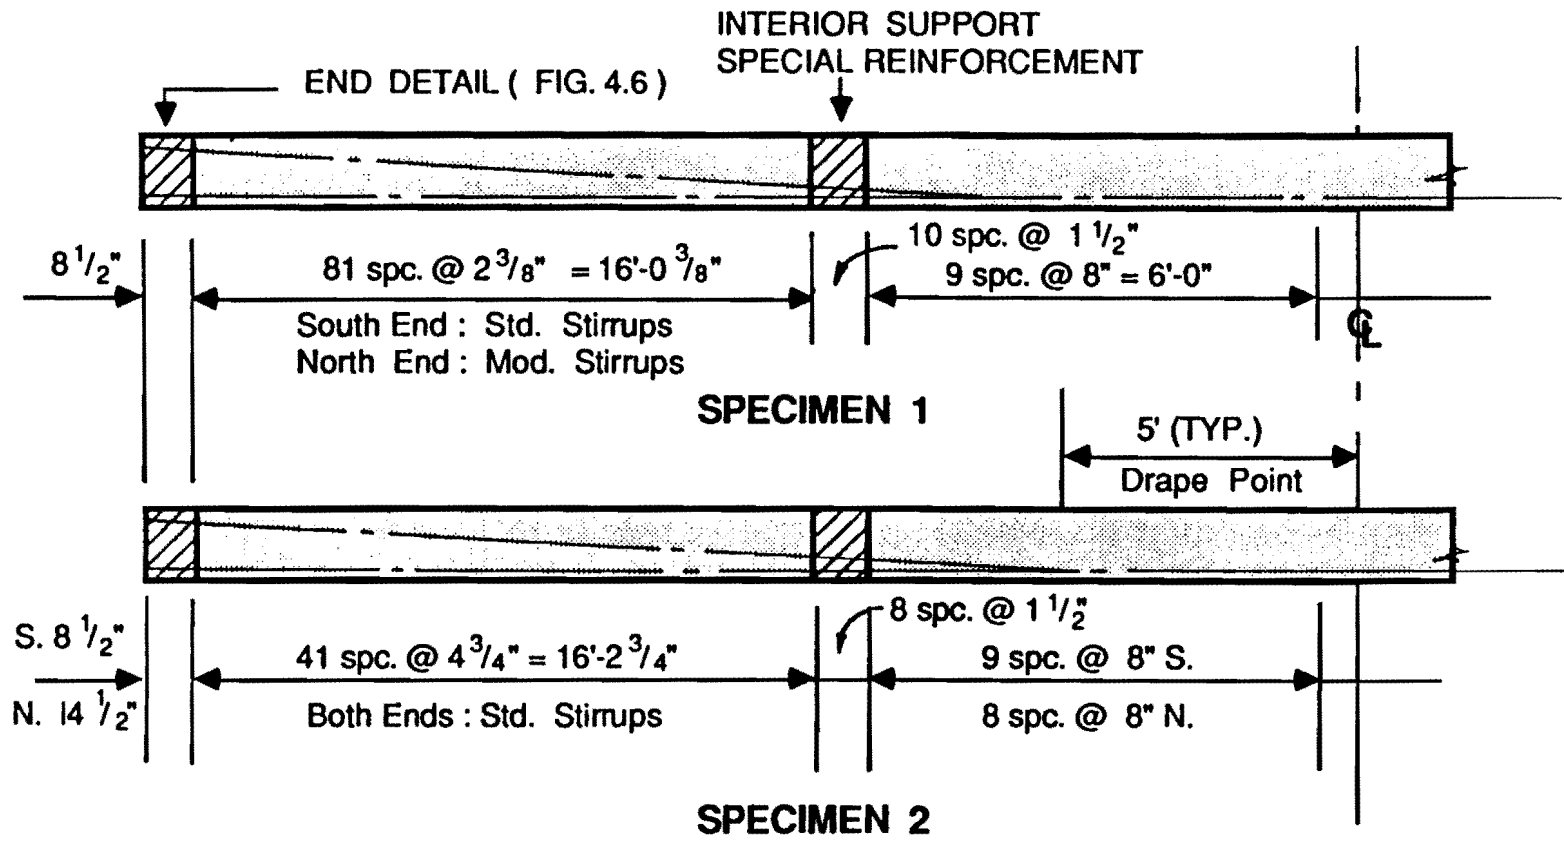 INTERIOR SUPPORT
SPECIAL REINFORCEMENT
END DETAIL ( FIG. 4.6 )
8 1/2"
81 spc. @ 2 3/8" = 16'-0 3/8"
10 spc. @ 1 1/2"
9 spc. @ 8" = 6'-0"
South End : Std. Stirrups
North End : Mod. Stirrups
CL
SPECIMEN 1
5' (TYP.)
Drape Point
S. 8 1/2"
N. 14 1/2"
41 spc. @ 4 3/4" = 16'-2 3/4"
Both Ends : Std. Stirrups
8 spc. @ 1 1/2"
9 spc. @ 8" S.
8 spc. @ 8" N.
SPECIMEN 2